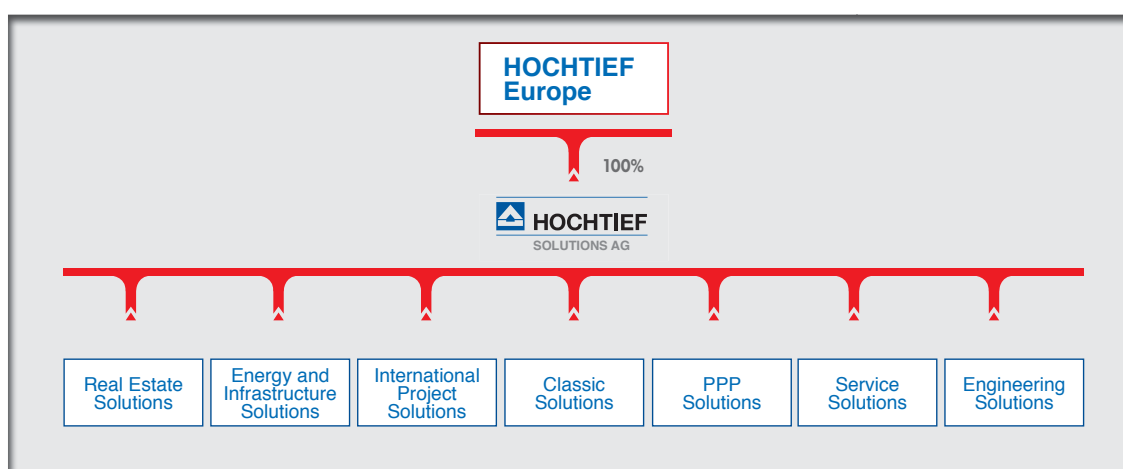 HOCHTIEF
Europe
100%
HOCHTIEF
SOLUTIONS AG
Real Estate
Solutions
Energy and
Infrastructure
Solutions
International
Project
Solutions
Classic
Solutions
PPP
Solutions
Service
Solutions
Engineering
Solutions